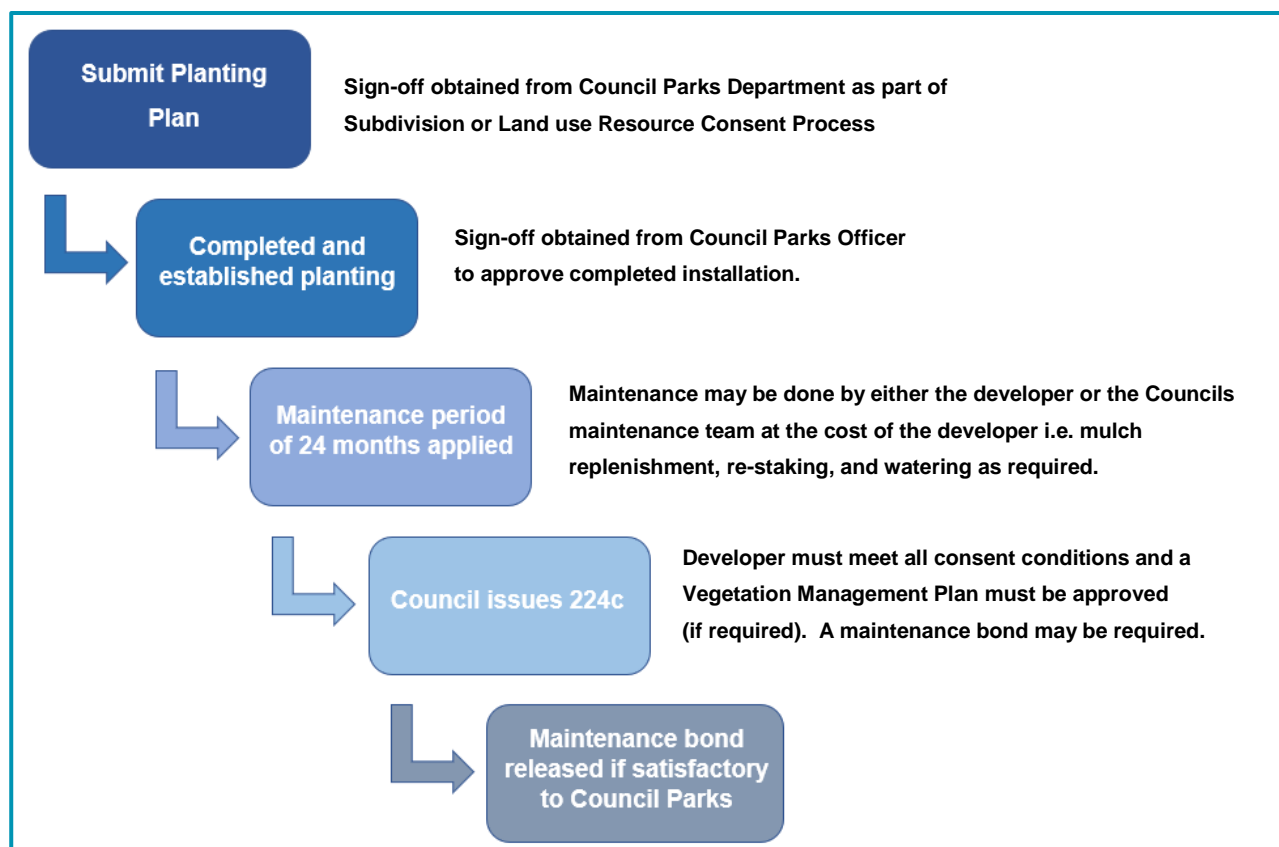 Submit Planting
Plan
Sign-off obtained from Council Parks Department as part of
Subdivision or Land use Resource Consent Process
Completed and
established planting
Sign-off obtained from Council Parks Officer
to approve completed installation.
Maintenance period
of 24 months applied
Maintenance may be done by either the developer or the Councils
maintenance team at the cost of the developer i.e. mulch
replenishment, re-staking, and watering as required.
Council issues 224c
Developer must meet all consent conditions and a
Vegetation Management Plan must be approved
(if required).  A maintenance bond may be required.
Maintenance bond
released if satisfactory
to Council Parks